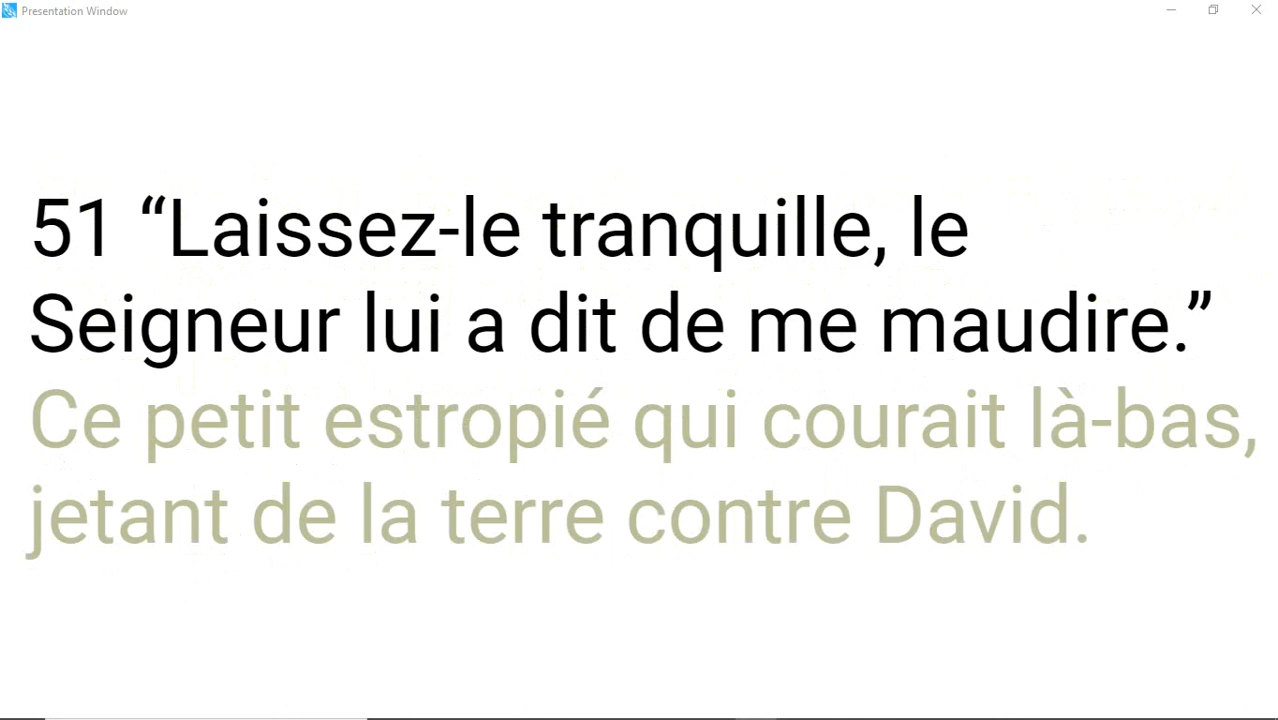 Presentation Window
51 “Laissez-le tranquille, le
Seigneur lui a dit de me maudire.”
Ce petit estropié qui courait là-bas,
jetant de la terre contre David.